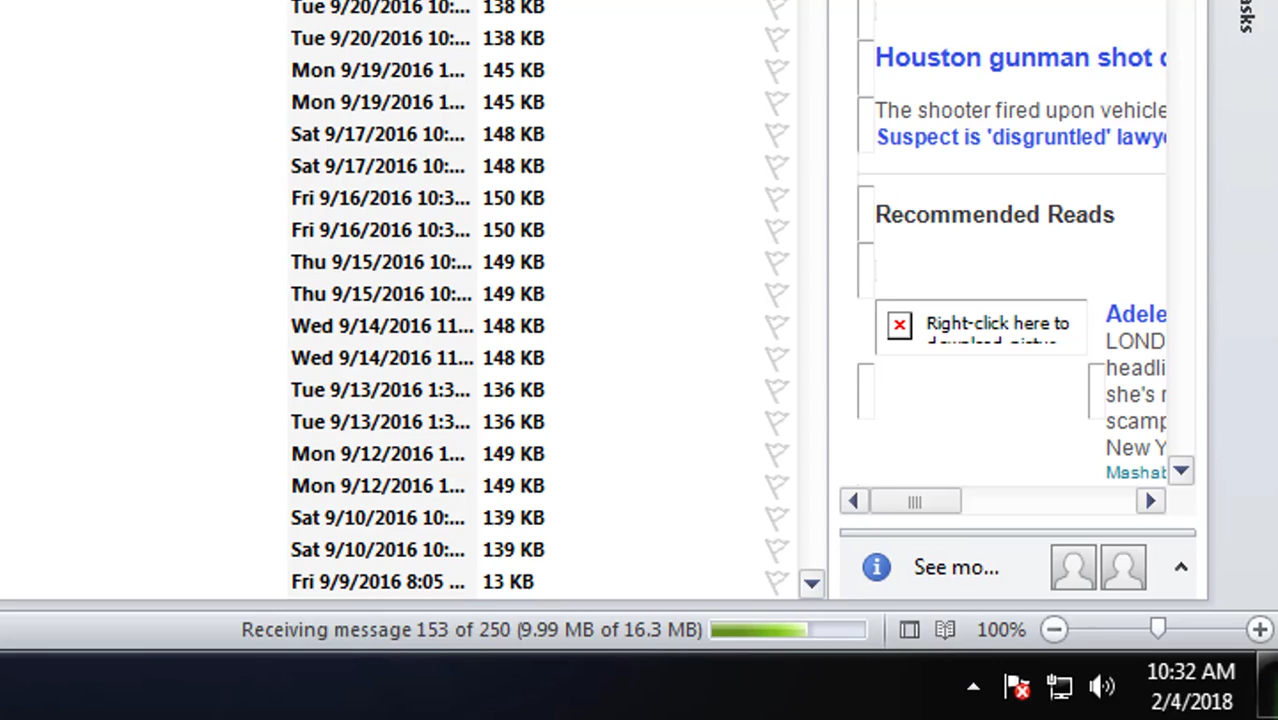 Tue 9/20/2016 10:... 138 KB
Tue 9/20/2016 10:... 138 KB
Mon 9/19/2016 1... 145 KB
Mon 9/19/2016 1... 145 KB
Sat 9/17/2016 10:... 148 KB
Sat 9/17/2016 10:... 148 KB
Fri 9/16/2016 10:3... 150 KB
Fri 9/16/2016 10:3... 150 KB
Thu 9/15/2016 10:... 149 KB
Thu 9/15/2016 10:... 149 KB
Wed 9/14/2016 11... 148 KB
Wed 9/14/2016 11... 148 KB
Tue 9/13/2016 1:3... 136 KB
Tue 9/13/2016 1:3... 136 KB
Mon 9/12/2016 1... 149 KB
Mon 9/12/2016 1... 149 KB
Sat 9/10/2016 10:... 139 KB
Sat 9/10/2016 10:... 139 KB
Fri 9/9/2016 8:05 ... 13 KB
Houston gunman shot
The shooter fired upon vehicle
Suspect is 'disgruntled' lawye
Recommended Reads
Right-click here to
Adele
LOND
headli
she's
scamp
New Y
Mashab
See mo...
asks
Receiving message 153 of 250 (9.99 MB of 16.3 MB)
100%
10:32 AM
2/4/2018